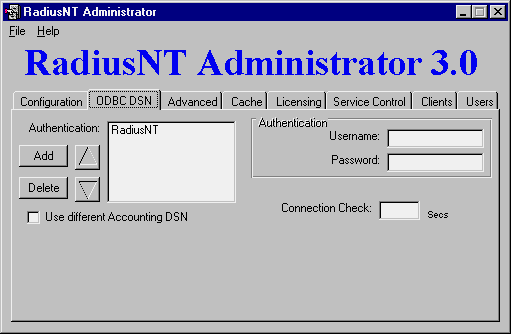 RadiusNT Administrator
File Help
RadiusNT Administrator 3.0
Configuration ODBC DSN Advanced Cache Licensing Service Control Clients Users
Authentication: RadiusNT
Add
Delete
Use different Accounting DSN
Authentication
Username:
Password:
Connection Check: Secs